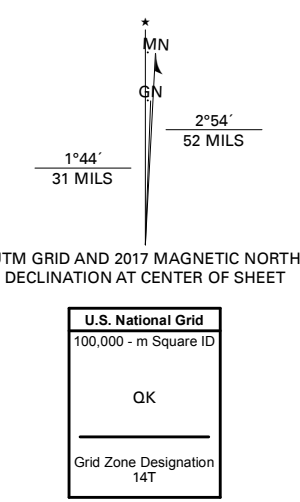 MN
GN
2°54´
52 MILS
1°44´
31 MILS
UTM GRID AND 2017 MAGNETIC NORTH
DECLINATION AT CENTER OF SHEET
U.S. National Grid
100,000 - m Square ID
QK
Grid Zone Designation
14T